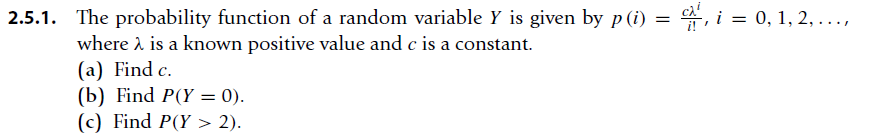 2.5.1. The probability function of a random variable Y is given by p (i) = \frac{cλ^i}{i!}, i = 0, 1, 2, . . . ,
where λ is a known positive value and c is a constant.
(a) Find c.
(b) Find P(Y = 0).
(c) Find P(Y > 2).